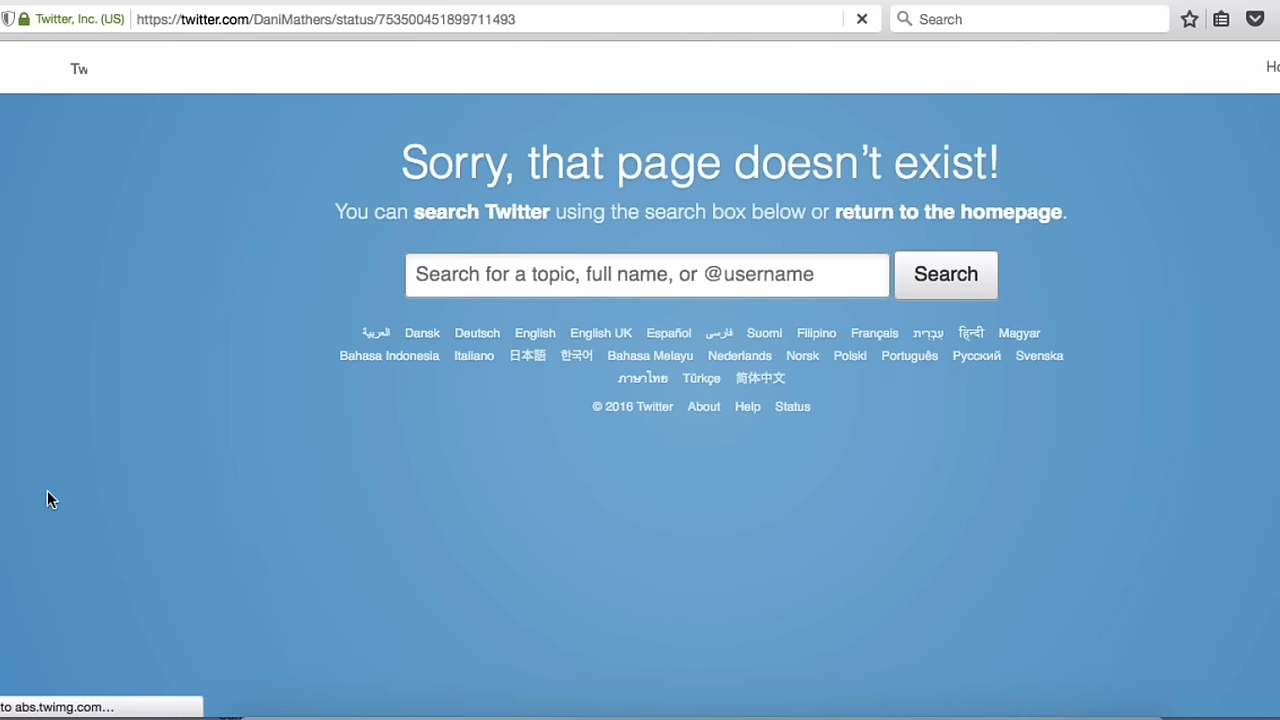 Twitter, Inc. (US) https://twitter.com/DaniMathers/status/753500451899711493 Search
Tw Ho
Sorry, that page doesn't exist!
You can search Twitter using the search box below or return to the homepage.
Search for a topic, full name, or @username Search
العربية Dansk Deutsch English English UK Español فارسی Suomi Filipino Français עִבְרִית हिन्दी Magyar
Bahasa Indonesia Italiano 日本語 한국어 Bahasa Melayu Nederlands Norsk Polski Português Русский Svenska
ภาษาไทย Türkçe 简体中文
© 2016 Twitter About Help Status
to abs.twimg.com...